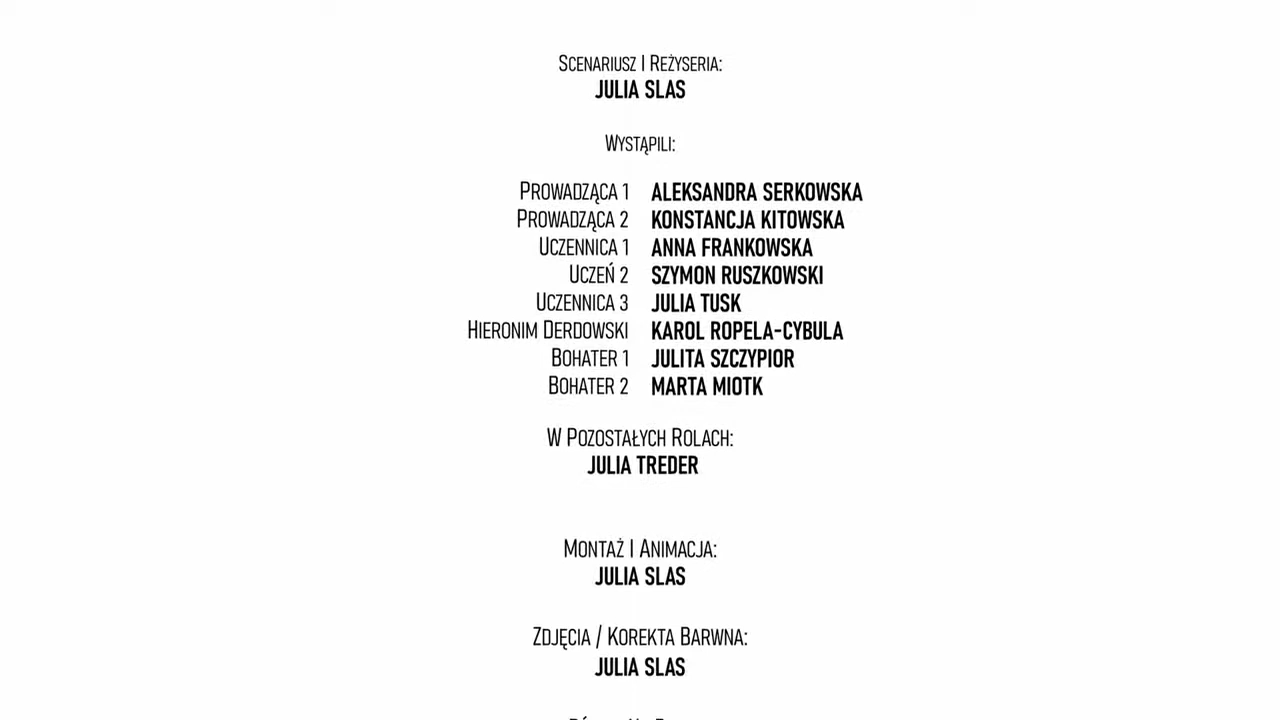 Scenariusz I Reżyseria:
JULIA SLAS
Wystąpili:
Prowadząca 1 ALEKSANDRA SERKOWSKA
Prowadząca 2 KONSTANCJA KITOWSKA
Uczennica 1 ANNA FRANKOWSKA
Uczeń 2 SZYMON RUSZKOWSKI
Uczennica 3 JULIA TUSK
Hieronim Derdowski KAROL ROPELA-CYBULA
Bohater 1 JULITA SZCZYPIOR
Bohater 2 MARTA MIOTK
W Pozostałych Rolach:
JULIA TREDER
Montaż I Animacja:
JULIA SLAS
Zdjęcia / Korekta Barwna:
JULIA SLAS